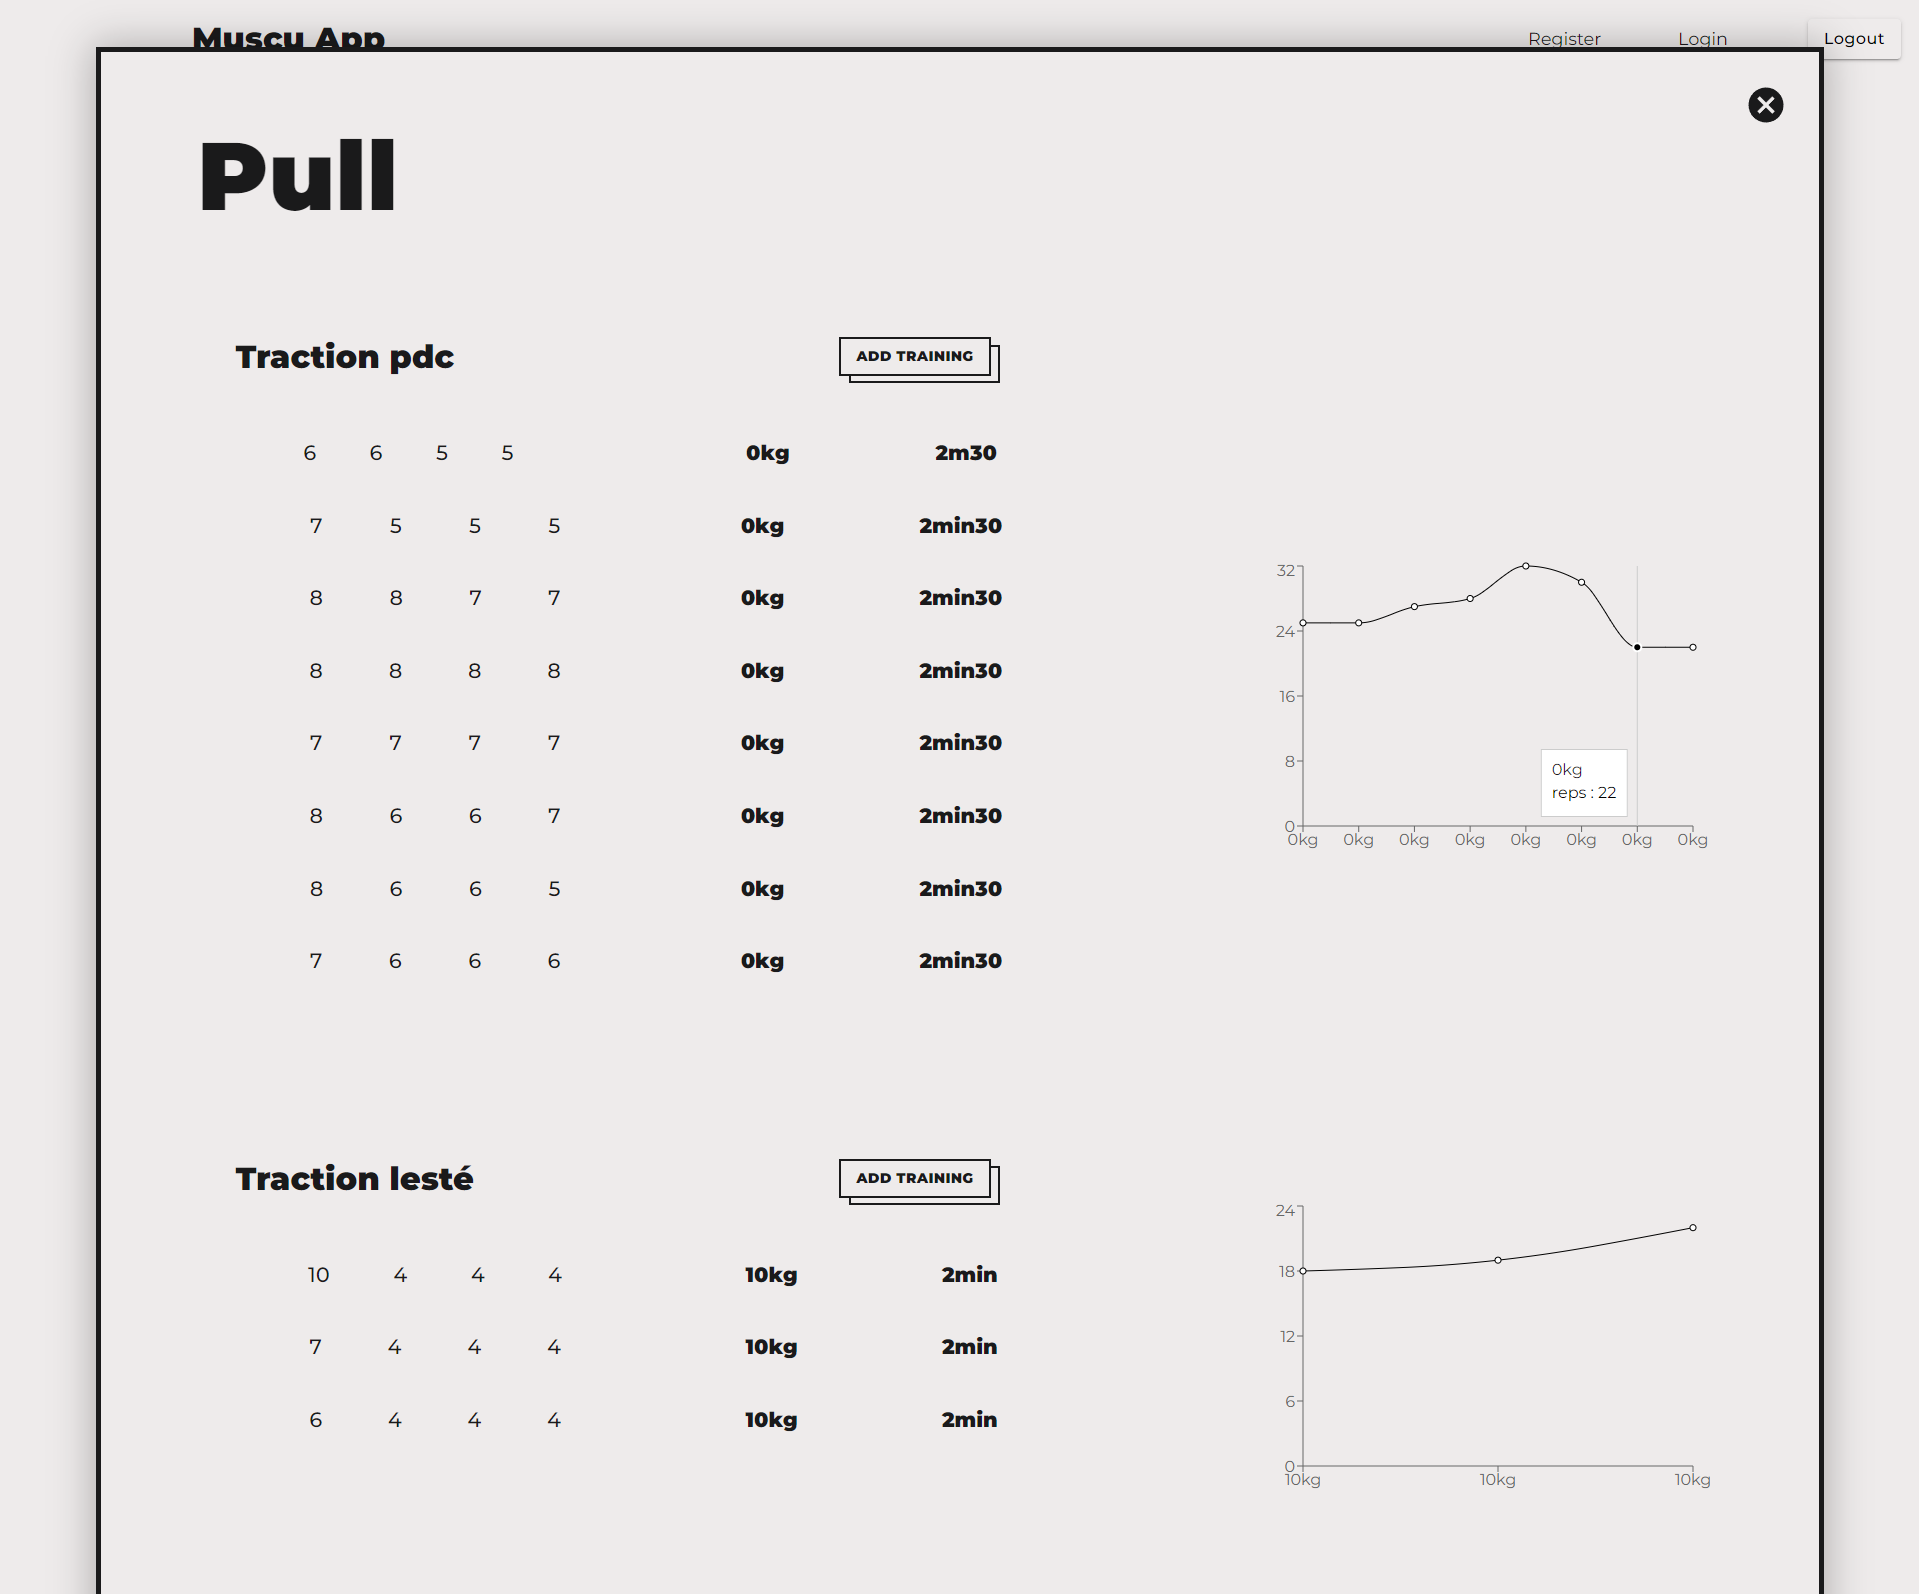 Muscu App
Register Login Logout
Pull
Traction pdc ADD TRAINING
6 6 5 5 0kg 2m30
7 5 5 5 0kg 2min30
8 8 7 7 0kg 2min30
8 8 8 8 0kg 2min30
7 7 7 7 0kg 2min30
8 6 6 7 0kg 2min30
8 6 6 5 0kg 2min30
7 6 6 6 0kg 2min30
32
24
16
8
0
0kg
reps : 22
0kg 0kg 0kg 0kg 0kg 0kg 0kg 0kg
Traction lesté ADD TRAINING
10 4 4 4 10kg 2min
7 4 4 4 10kg 2min
6 4 4 4 10kg 2min
24
18
12
6
0
10kg 10kg 10kg